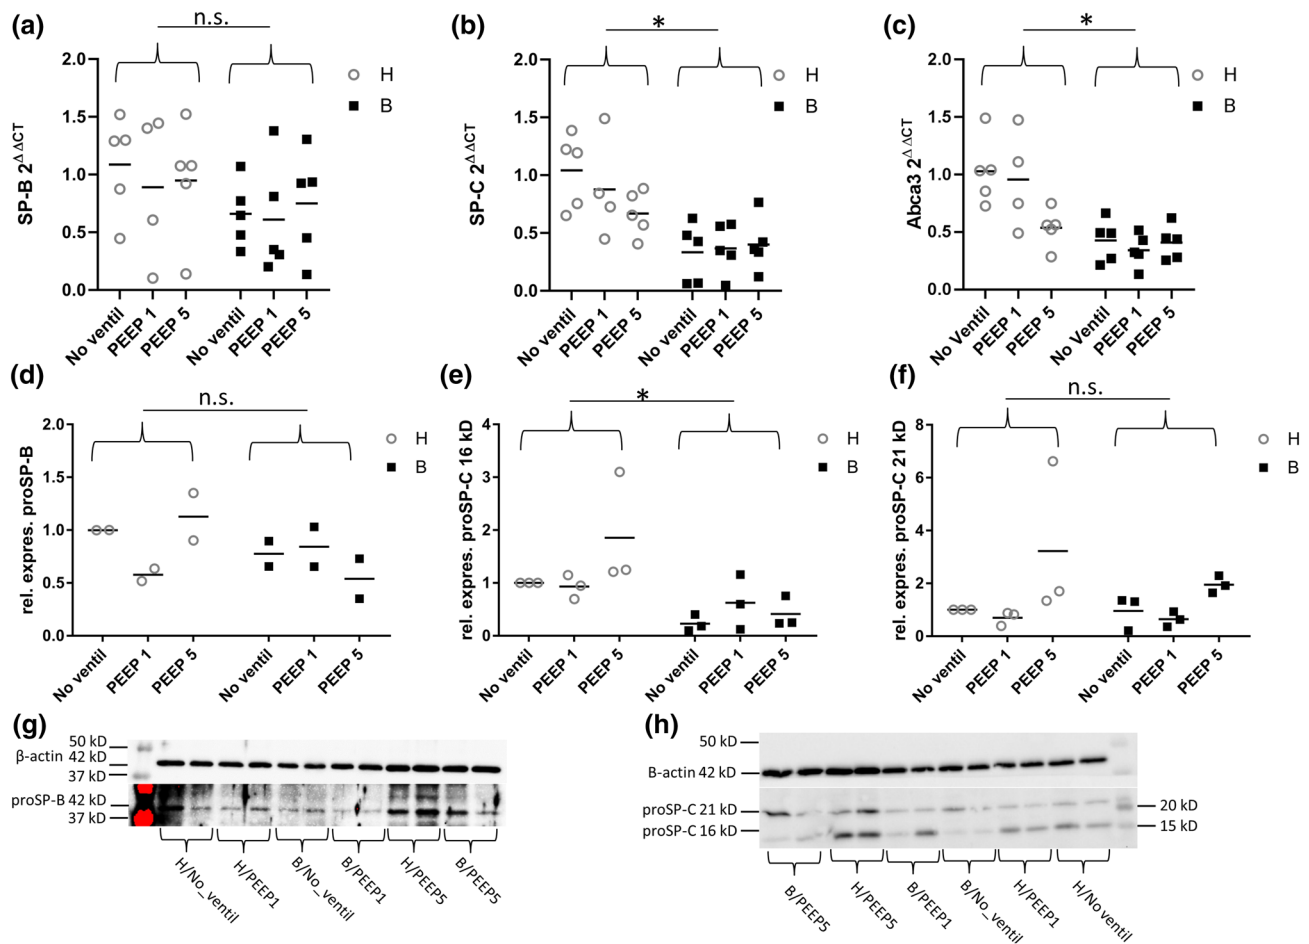 (a)
n.s.
SP-B 2ΔΔCT
2.0
1.5
1.0
0.5
0.0
H
B
No ventil
PEEP 1
PEEP 5
No ventil
PEEP 1
PEEP 5
(b)
*
SP-C 2ΔΔCT
2.0
1.5
1.0
0.5
0.0
H
B
No ventil
PEEP 1
PEEP 5
No ventil
PEEP 1
PEEP 5
(c)
*
Abca3 2ΔΔCT
2.0
1.5
1.0
0.5
0.0
H
B
No ventil
PEEP 1
PEEP 5
No ventil
PEEP 1
PEEP 5
(d)
n.s.
rel. expres. proSP-B
2.0
1.5
1.0
0.5
0.0
H
B
No ventil
PEEP 1
PEEP 5
No ventil
PEEP 1
PEEP 5
(e)
*
rel. expres. proSP-C 16 kD
4
3
2
1
0
H
B
No ventil
PEEP 1
PEEP 5
No ventil
PEEP 1
PEEP 5
(f)
n.s.
rel. expres. proSP-C 21 kD
8
6
4
2
0
H
B
No ventil
PEEP 1
PEEP 5
No ventil
PEEP 1
PEEP 5
(g)
50 kD
β-actin 42 kD
37 kD
proSP-B 42 kD
37 kD
H/No_ventil
H/PEEP1
B/No_ventil
B/PEEP1
H/PEEP5
B/PEEP5
(h)
50 kD
B-actin 42 kD
proSP-C 21 kD
proSP-C 16 kD
20 kD
15 kD
B/PEEP5
H/PEEP5
B/PEEP1
B/No_ventil
H/PEEP1
H/No ventil